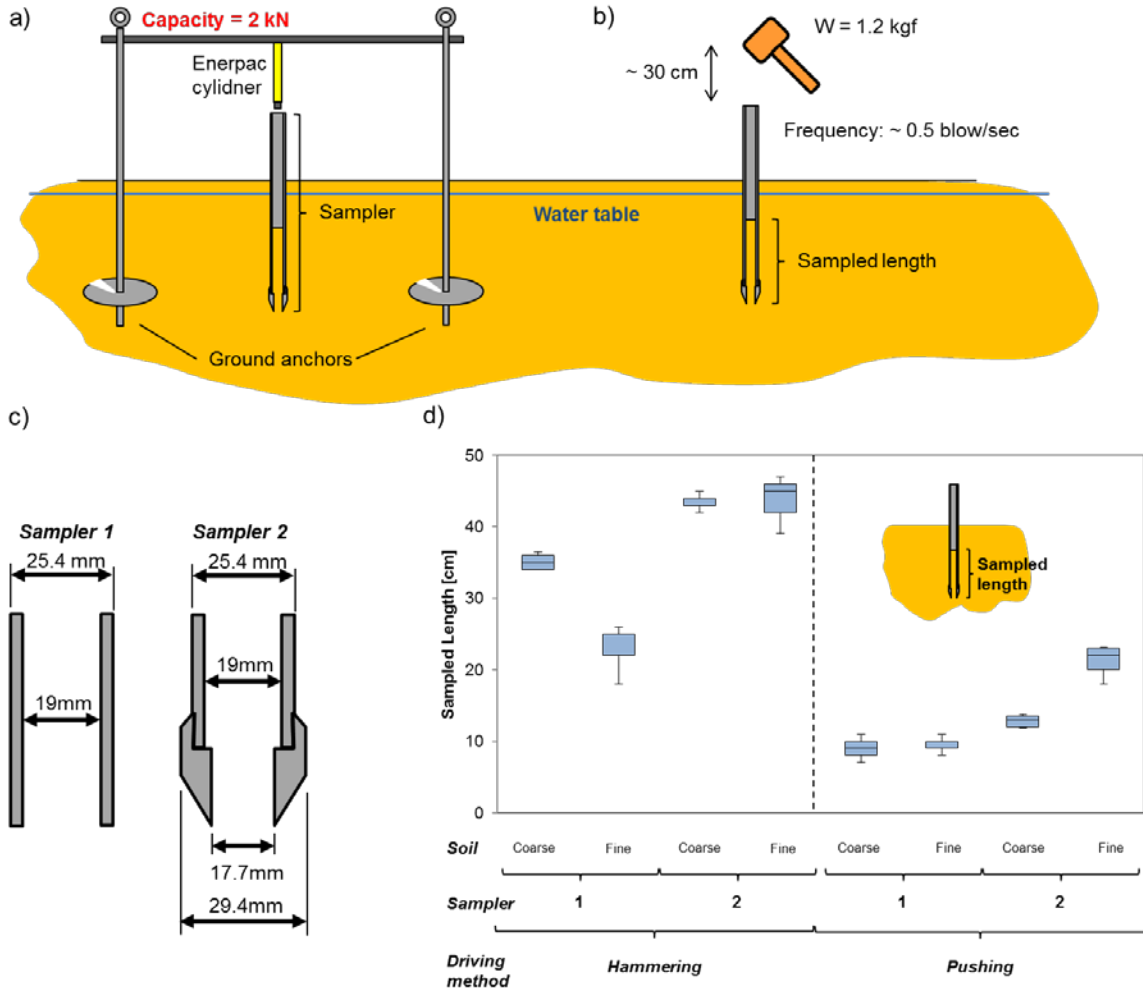 a)
Capacity = 2 kN
Enerpac
cylidner
Sampler
Ground anchors
Water table
b)
W = 1.2 kgf
~ 30 cm
Frequency: ~ 0.5 blow/sec
Sampled length
c)
Sampler 1
25.4 mm
19mm
Sampler 2
25.4 mm
19mm
17.7mm
29.4mm
d)
Sampled Length [cm]
50
40
30
20
10
0
Sampled
length
Soil Coarse Fine Coarse Fine Coarse Fine Coarse Fine
Sampler 1 2 1 2
Driving
method
Hammering Pushing